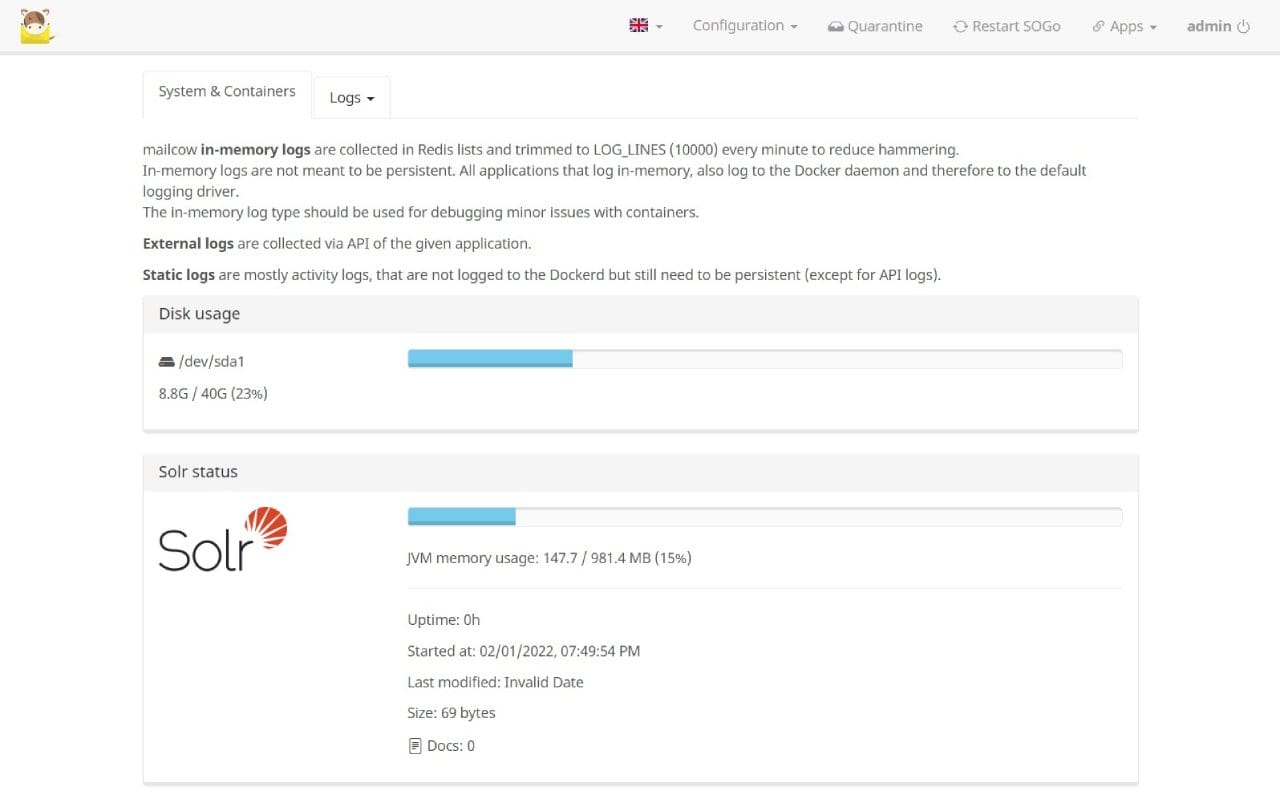 Configuration
Quarantine
Restart SOGo
Apps
admin
System & Containers
Logs
mailcow in-memory logs are collected in Redis lists and trimmed to LOG_LINES (10000) every minute to reduce hammering.
In-memory logs are not meant to be persistent. All applications that log in-memory, also log to the Docker daemon and therefore to the default
logging driver.
The in-memory log type should be used for debugging minor issues with containers.
External logs are collected via API of the given application.
Static logs are mostly activity logs, that are not logged to the Dockerd but still need to be persistent (except for API logs).
Disk usage
/dev/sda1
8.8G / 40G (23%)
Solr status
Solr
JVM memory usage: 147.7 / 981.4 MB (15%)
Uptime: 0h
Started at: 02/01/2022, 07:49:54 PM
Last modified: Invalid Date
Size: 69 bytes
Docs: 0